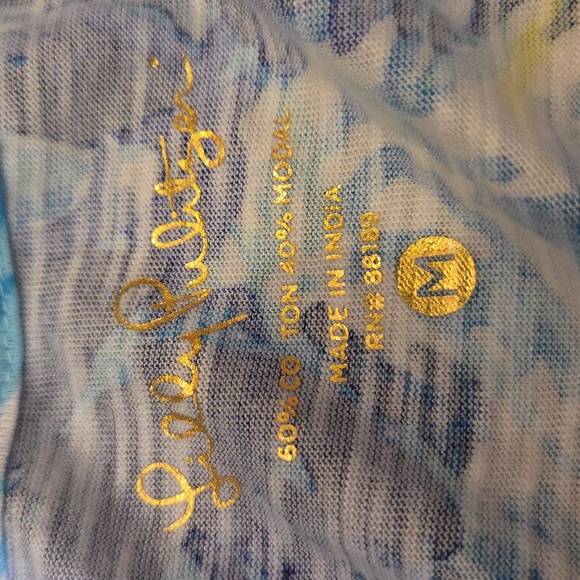 Lilly Pulitzer
60% CO TON 40% MODAL
MADE IN INDIA
RN# 88189
M